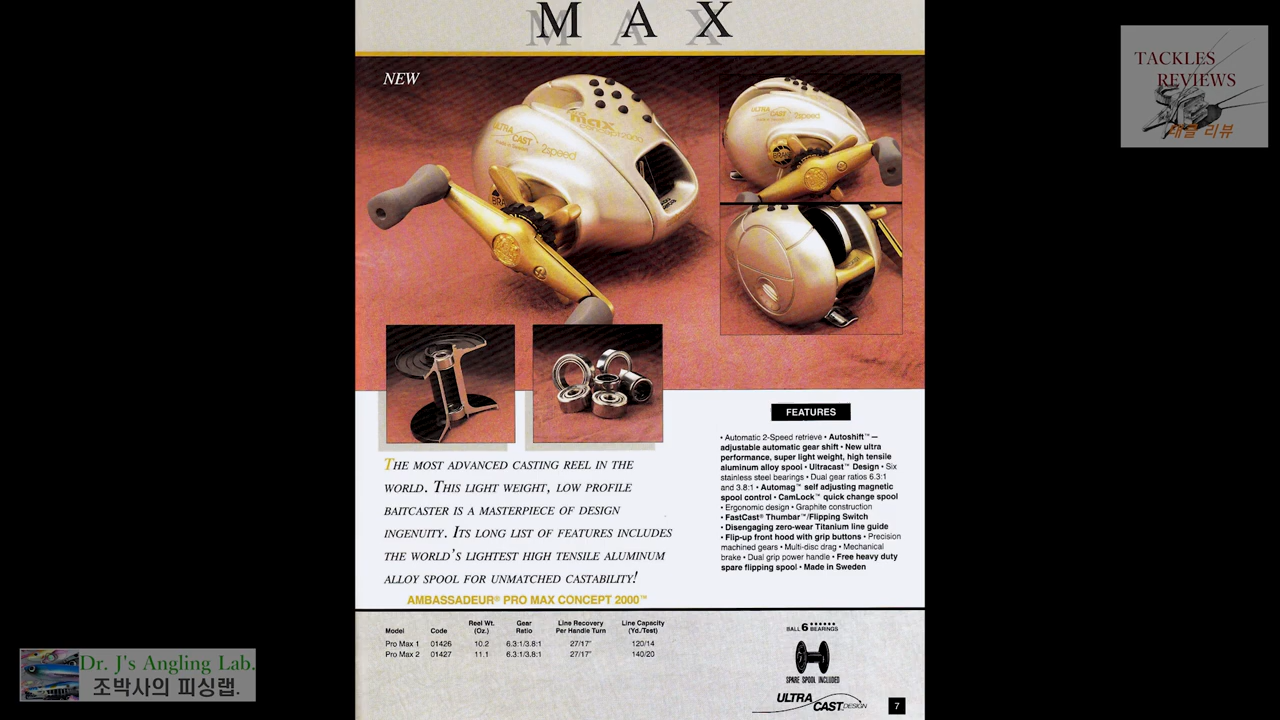 MAX
NEW
TACKLES
REVIEWS
태클 리뷰
ULTRA
CAST
2speed
max
ULTRA
CAST
2speed
FEATURES
• Automatic 2-Speed retrieve • Autoshift™ —
adjustable automatic gear shift • New ultra
performance, super light weight, high tensile
aluminum alloy spool • Ultracast™ Design • Six
stainless steel bearings • Dual gear ratios 6.3:1
and 3.8:1 • Automag™ self adjusting magnetic
spool control • CamLock™ quick change spool
• Ergonomic design • Graphite construction
• FastCast® Thumbar™/Flipping Switch
• Disengaging zero-wear Titanium line guide
• Flip-up front hood with grip buttons • Precision
machined gears • Multi-disc drag • Mechanical
brake • Dual grip power handle • Free heavy duty
spare flipping spool • Made in Sweden
THE MOST ADVANCED CASTING REEL IN THE
WORLD. THIS LIGHT WEIGHT, LOW PROFILE
BAITCASTER IS A MASTERPIECE OF DESIGN
INGENUITY. ITS LONG LIST OF FEATURES INCLUDES
THE WORLD'S LIGHTEST HIGH TENSILE ALUMINUM
ALLOY SPOOL FOR UNMATCHED CASTABILITY!
AMBASSADEUR® PRO MAX CONCEPT 2000™
Model Code Reel Wt. (Oz.) Gear Ratio Line Recovery Per Handle Turn Line Capacity (Yd./Test)
Pro Max 1 01426 10.2 6.3:1/3.8:1 27/17" 120/14
Pro Max 2 01427 11.1 6.3:1/3.8:1 27/17" 140/20
BALL 6 BEARINGS
SPARE SPOOL INCLUDED
ULTRA
CAST DESIGN
7
Dr. J's Angling Lab.
조박사의 피싱랩.